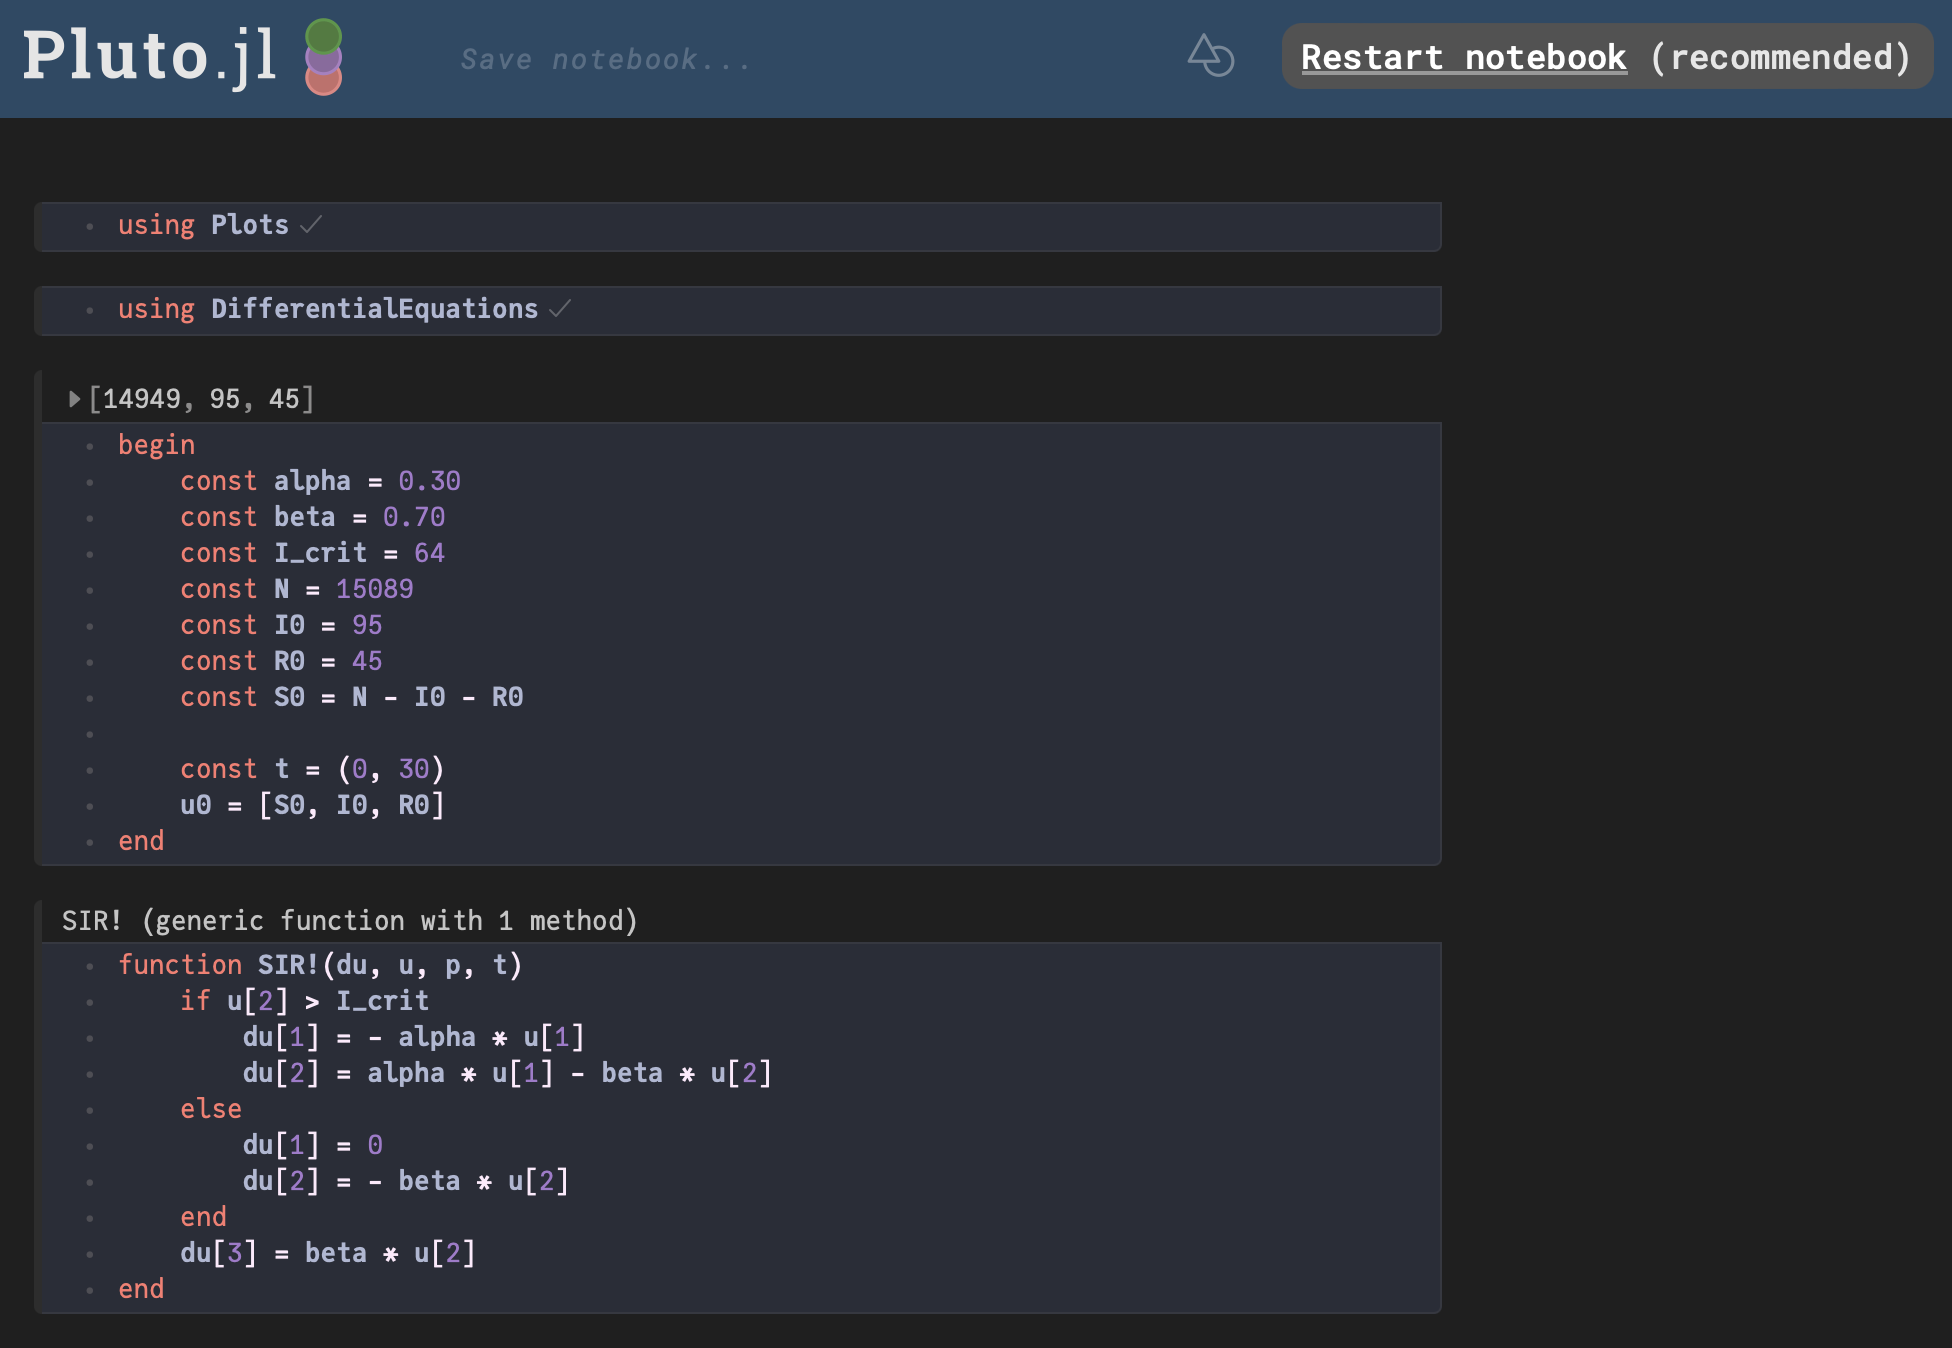 Pluto.jl
Save notebook...
Restart notebook (recommended)
using Plots
using DifferentialEquations
[14949, 95, 45]
begin
    const alpha = 0.30
    const beta = 0.70
    const I_crit = 64
    const N = 15089
    const I0 = 95
    const R0 = 45
    const S0 = N - I0 - R0
    const t = (0, 30)
    u0 = [S0, I0, R0]
end
SIR! (generic function with 1 method)
function SIR!(du, u, p, t)
    if u[2] > I_crit
        du[1] = - alpha * u[1]
        du[2] = alpha * u[1] - beta * u[2]
    else
        du[1] = 0
        du[2] = - beta * u[2]
    end
    du[3] = beta * u[2]
end